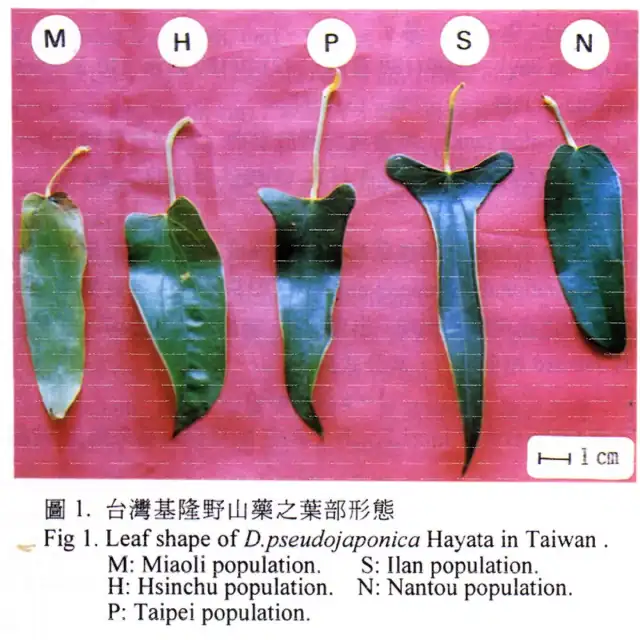 M H P S N
1 cm
圖 1. 台灣基隆野山藥之葉部形態
Fig 1. Leaf shape of D.pseudojaponica Hayata in Taiwan .
M: Miaoli population. S: Ilan population.
H: Hsinchu population. N: Nantou population.
P: Taipei population.